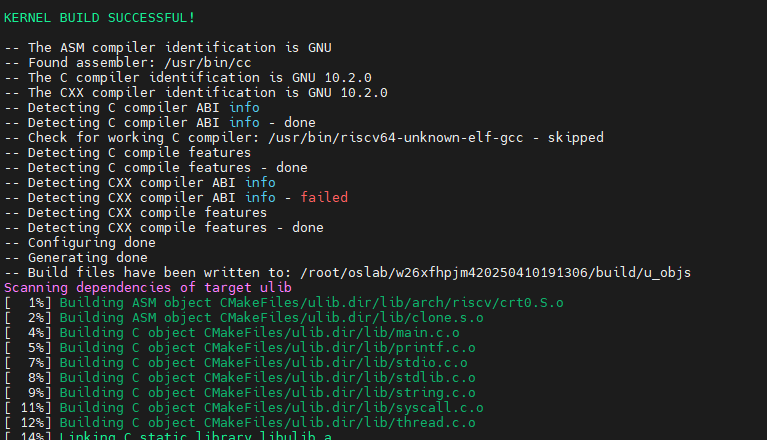 KERNEL BUILD SUCCESSFUL!
-- The ASM compiler identification is GNU
-- Found assembler: /usr/bin/cc
-- The C compiler identification is GNU 10.2.0
-- The CXX compiler identification is GNU 10.2.0
-- Detecting C compiler ABI info
-- Detecting C compiler ABI info - done
-- Check for working C compiler: /usr/bin/riscv64-unknown-elf-gcc - skipped
-- Detecting C compile features
-- Detecting C compile features - done
-- Detecting CXX compiler ABI info
-- Detecting CXX compiler ABI info - failed
-- Detecting CXX compile features
-- Detecting CXX compile features - done
-- Configuring done
-- Generating done
-- Build files have been written to: /root/oslab/w26xfhpjm420250410191306/build/u_objs
Scanning dependencies of target ulib
[  1%] Building ASM object CMakeFiles/ulib.dir/lib/arch/riscv/crt0.S.o
[  2%] Building ASM object CMakeFiles/ulib.dir/lib/clone.s.o
[  4%] Building C object CMakeFiles/ulib.dir/lib/main.c.o
[  5%] Building C object CMakeFiles/ulib.dir/lib/printf.c.o
[  7%] Building C object CMakeFiles/ulib.dir/lib/stdio.c.o
[  8%] Building C object CMakeFiles/ulib.dir/lib/stdlib.c.o
[  9%] Building C object CMakeFiles/ulib.dir/lib/string.c.o
[ 11%] Building C object CMakeFiles/ulib.dir/lib/syscall.c.o
[ 12%] Building C object CMakeFiles/ulib.dir/lib/thread.c.o
[ 14%] Linking C static library libulib.a